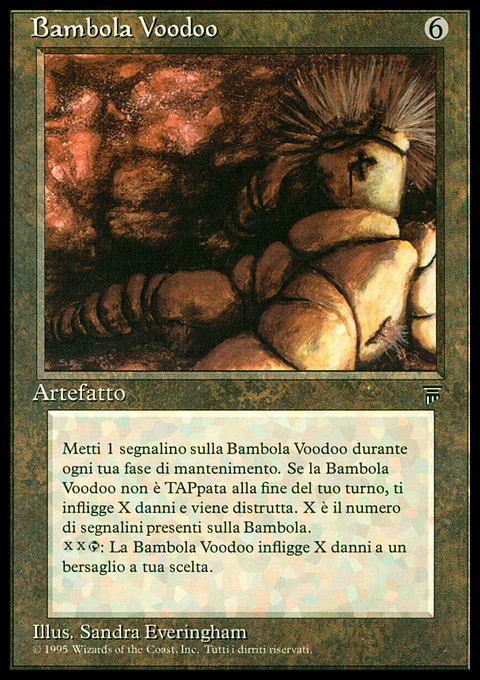 Bambola Voodoo 6
Artefatto
Metti 1 segnalino sulla Bambola Voodoo durante
ogni tua fase di mantenimento. Se la Bambola
Voodoo non è TAPpata alla fine del tuo turno, ti
infligge X danni e viene distrutta. X è il numero
di segnalini presenti sulla Bambola.
X X : La Bambola Voodoo infligge X danni a un
bersaglio a tua scelta.
Illus. Sandra Everingham
© 1995 Wizards of the Coast, Inc. Tutti i dirriti riservati.